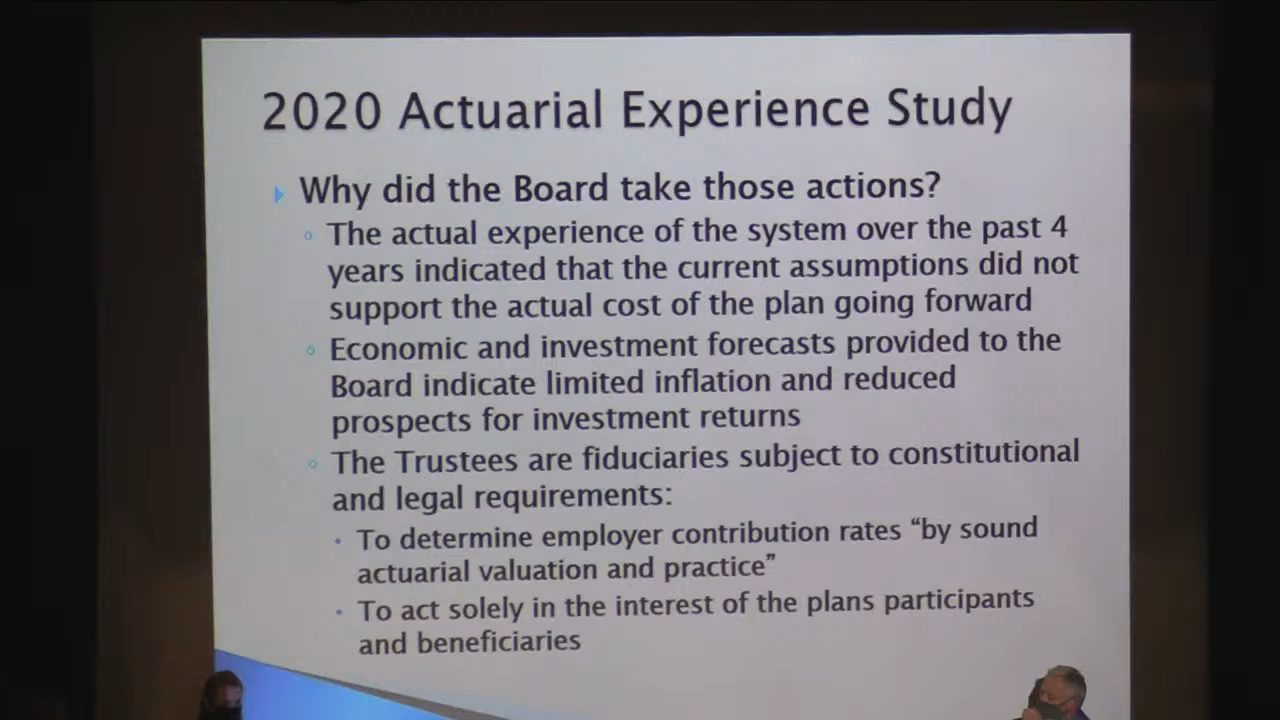 2020 Actuarial Experience Study
Why did the Board take those actions?
The actual experience of the system over the past 4
years indicated that the current assumptions did not
support the actual cost of the plan going forward
Economic and investment forecasts provided to the
Board indicate limited inflation and reduced
prospects for investment returns
The Trustees are fiduciaries subject to constitutional
and legal requirements:
To determine employer contribution rates “by sound
actuarial valuation and practice”
To act solely in the interest of the plans participants
and beneficiaries